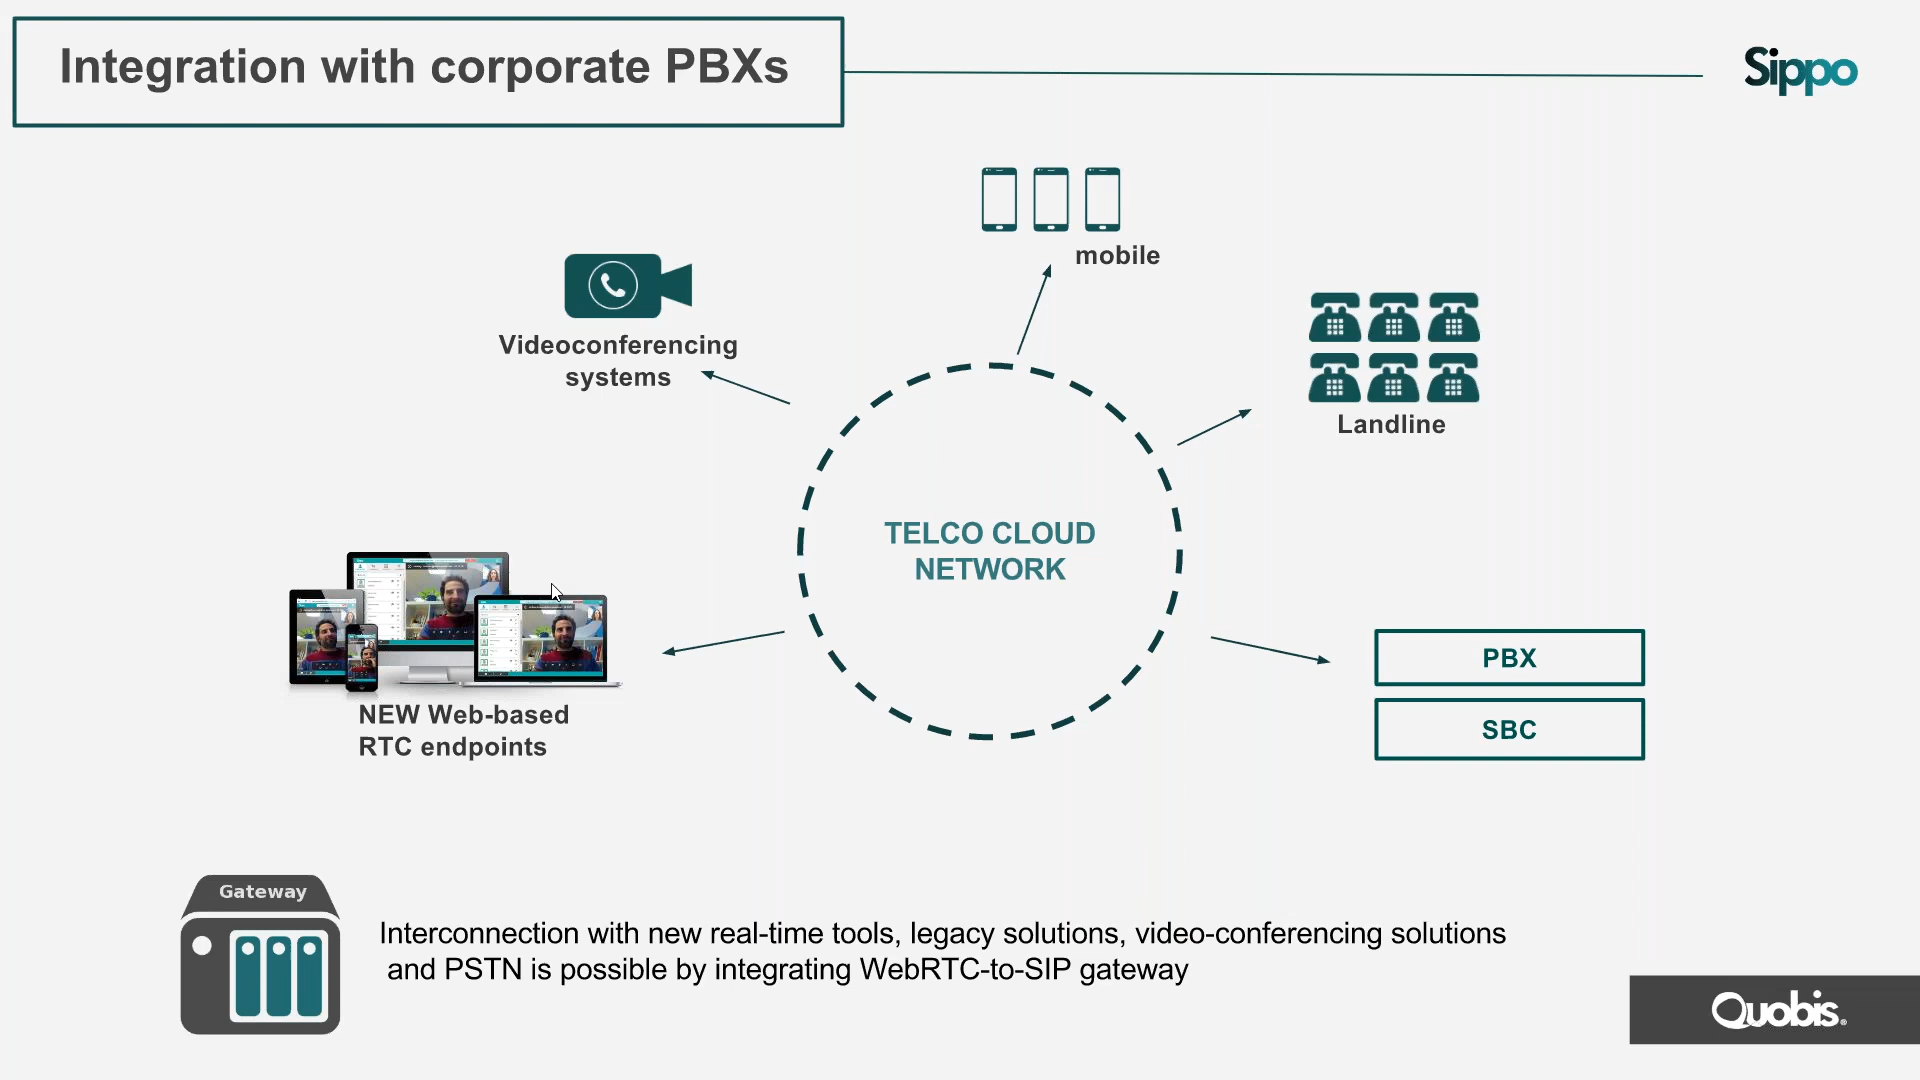 Integration with corporate PBXs
Sippo
mobile
Videoconferencing
systems
Landline
TELCO CLOUD
NETWORK
PBX
SBC
NEW Web-based
RTC endpoints
Gateway
Interconnection with new real-time tools, legacy solutions, video-conferencing solutions
and PSTN is possible by integrating WebRTC-to-SIP gateway
Quobis®